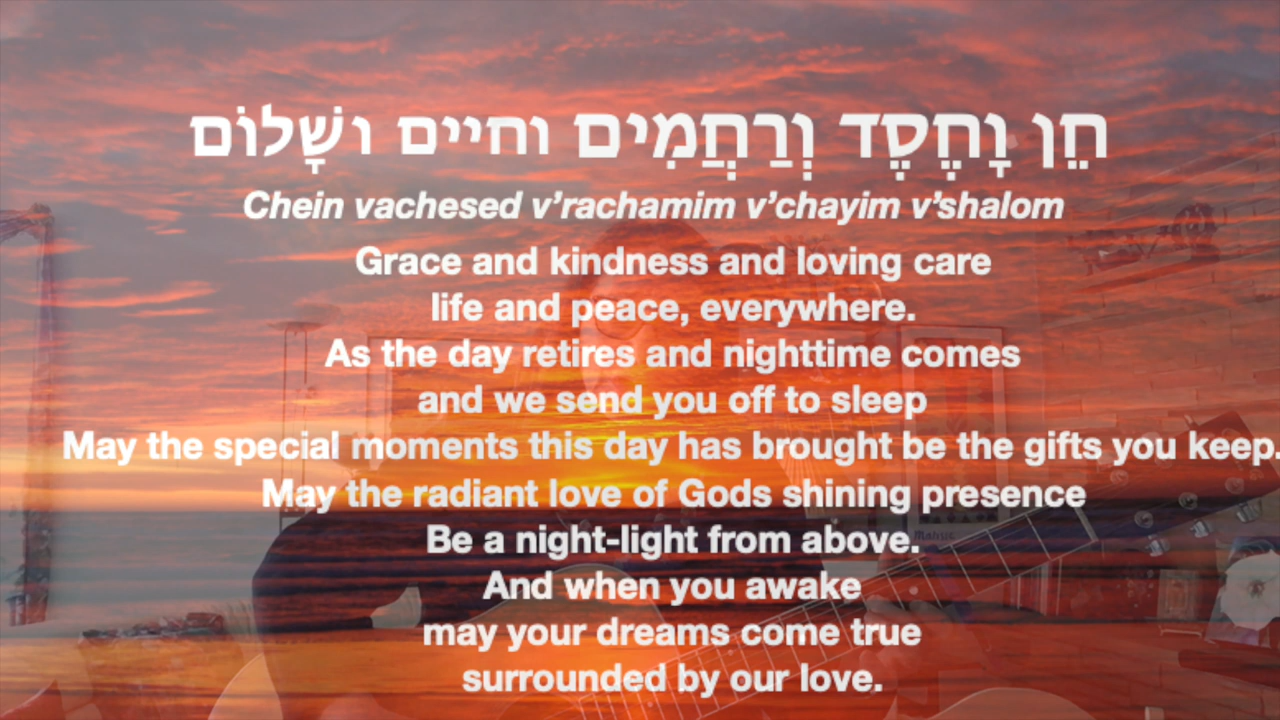 חֵן וָחֶסֶד וְרַחֲמִים וחיים ושָׁלוֹם
Chein vachesed v’rachamim v’chayim v’shalom
Grace and kindness and loving care
life and peace, everywhere.
As the day retires and nighttime comes
and we send you off to sleep
May the special moments this day has brought be the gifts you keep.
May the radiant love of Gods shining presence
Be a night-light from above.
And when you awake
may your dreams come true
surrounded by our love.